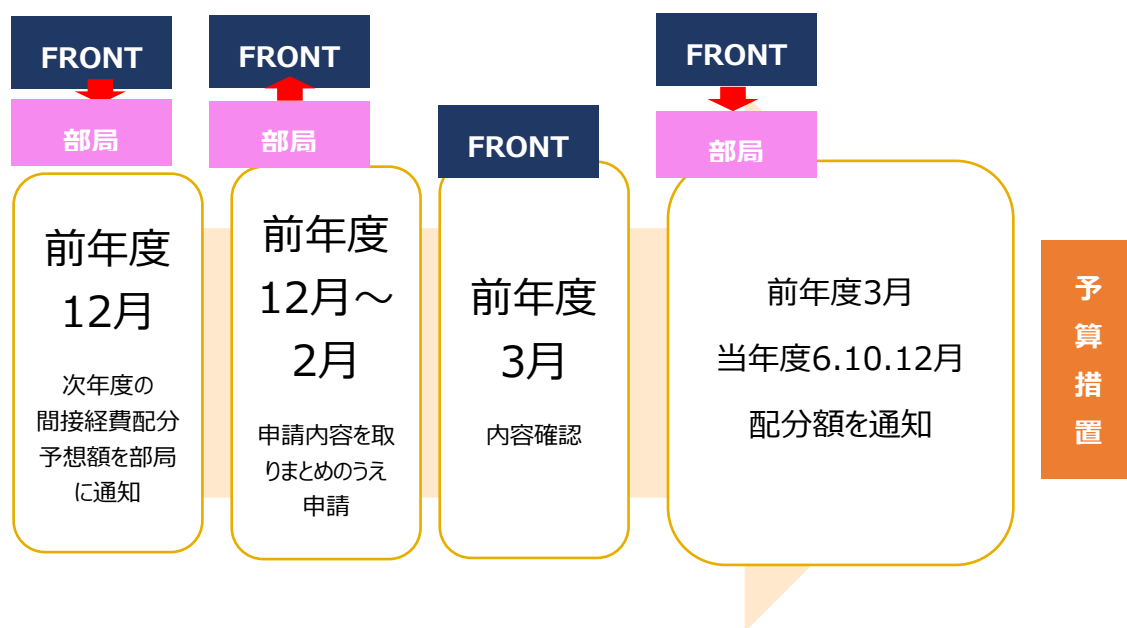 FRONT
部局
前年度
12月
次年度の
間接経費配分
予想額を部局
に通知
FRONT
部局
前年度
12月～
2月
申請内容を取
りまとめのうえ
申請
FRONT
前年度
3月
内容確認
FRONT
部局
前年度3月
当年度6.10.12月
配分額を通知
予
算
措
置